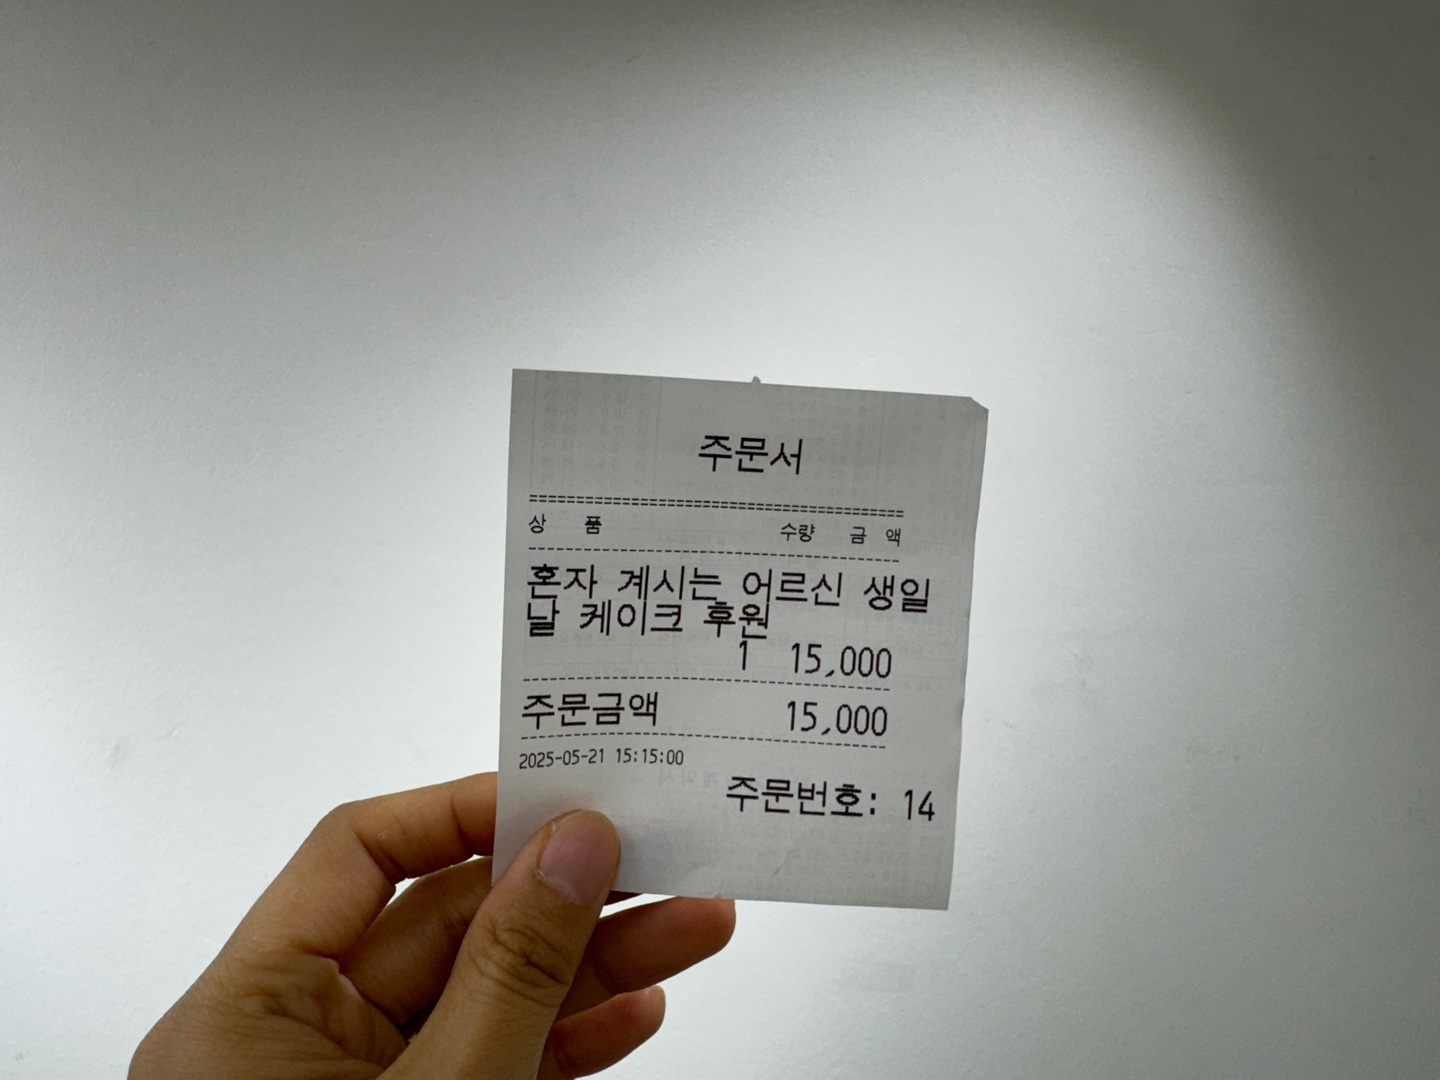 주문서
==================================================
상 품 수량 금 액
--------------------------------------------------
혼자 계시는 어르신 생일
날 케이크 후원
1 15,000
--------------------------------------------------
주문금액 15,000
--------------------------------------------------
2025-05-21 15:15:00
주문번호: 14